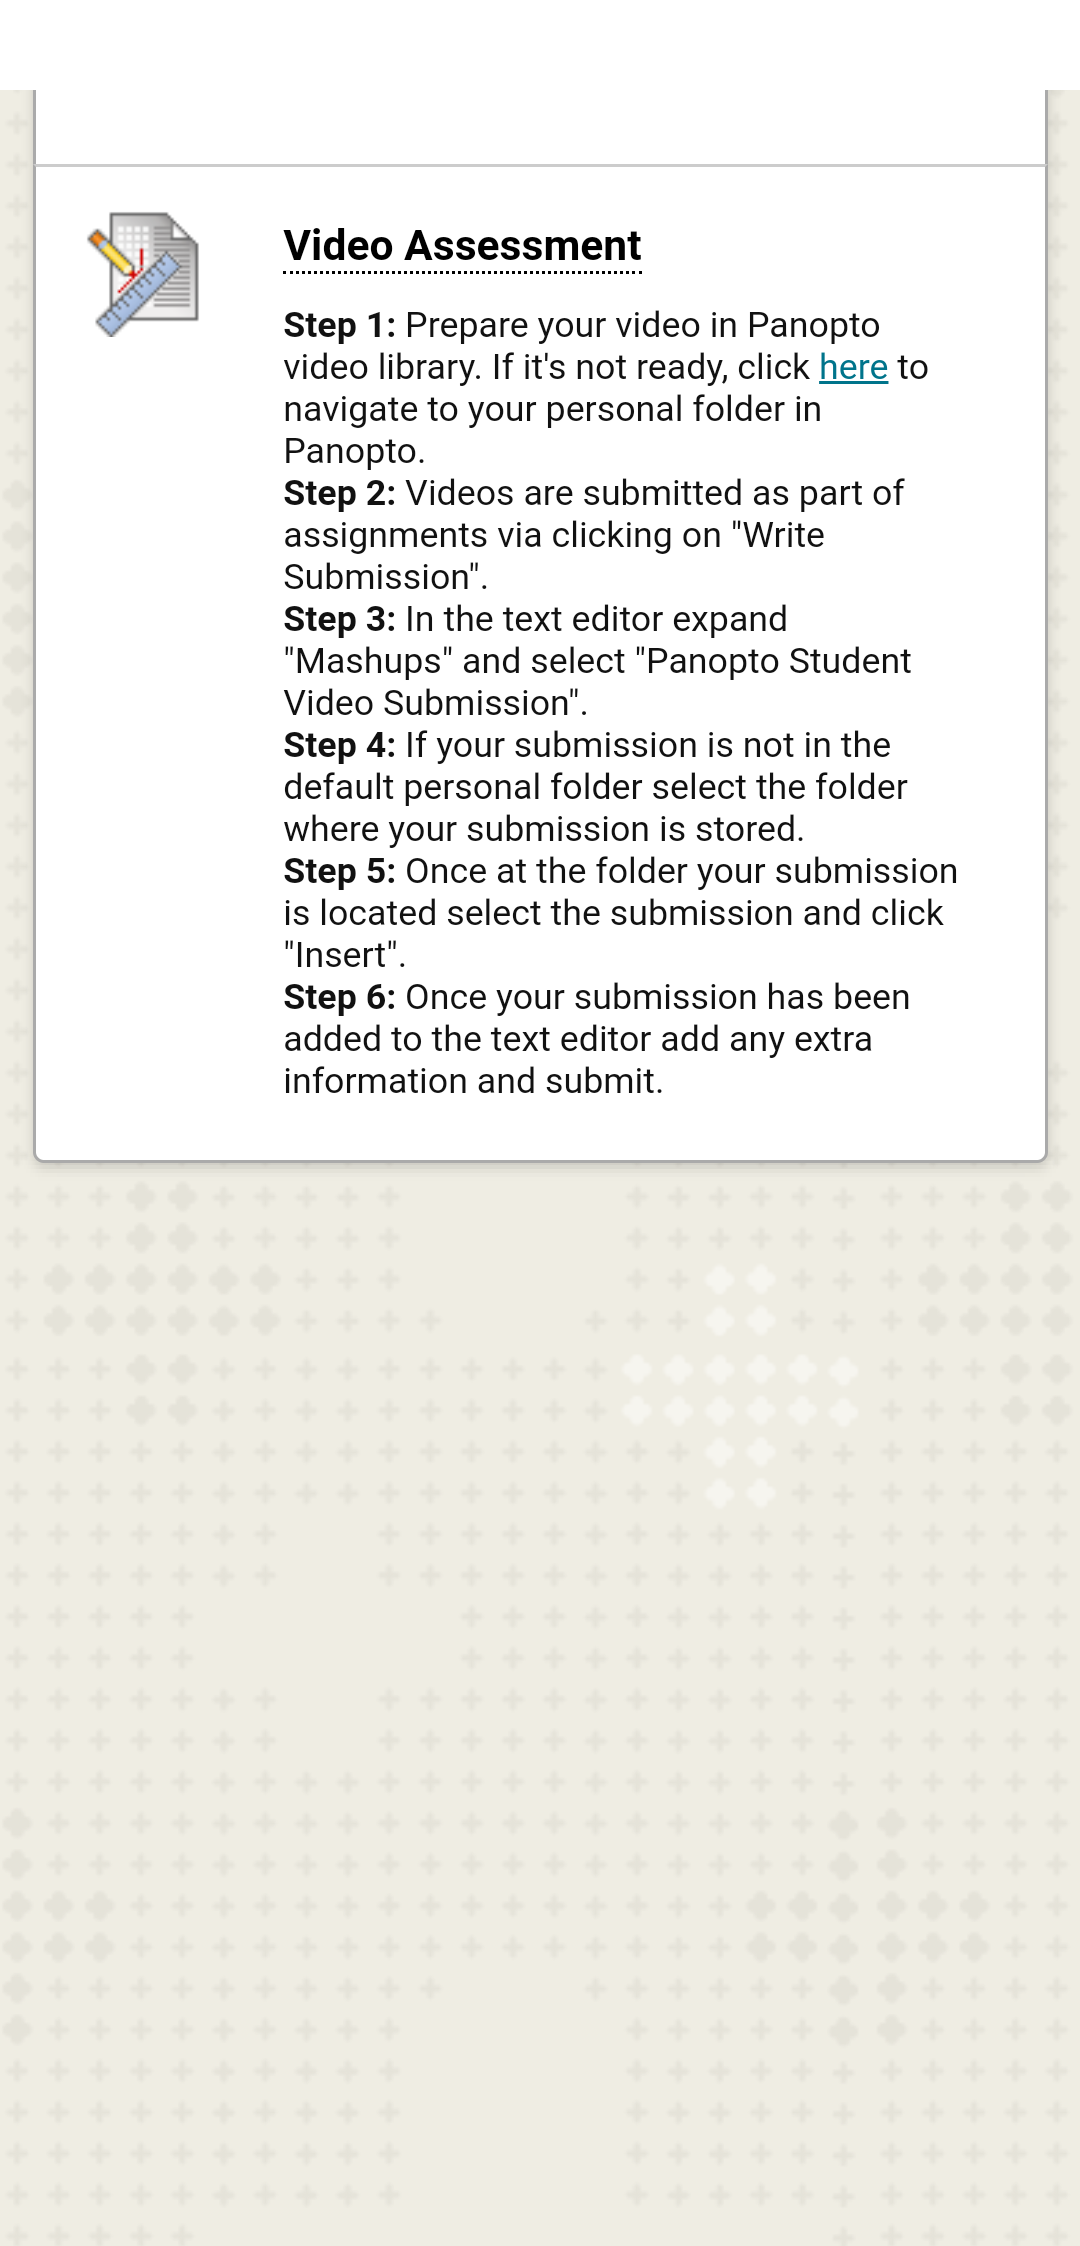 Video Assessment
Step 1: Prepare your video in Panopto
video library. If it's not ready, click here to
navigate to your personal folder in
Panopto.
Step 2: Videos are submitted as part of
assignments via clicking on "Write
Submission".
Step 3: In the text editor expand
"Mashups" and select "Panopto Student
Video Submission".
Step 4: If your submission is not in the
default personal folder select the folder
where your submission is stored.
Step 5: Once at the folder your submission
is located select the submission and click
"Insert".
Step 6: Once your submission has been
added to the text editor add any extra
information and submit.